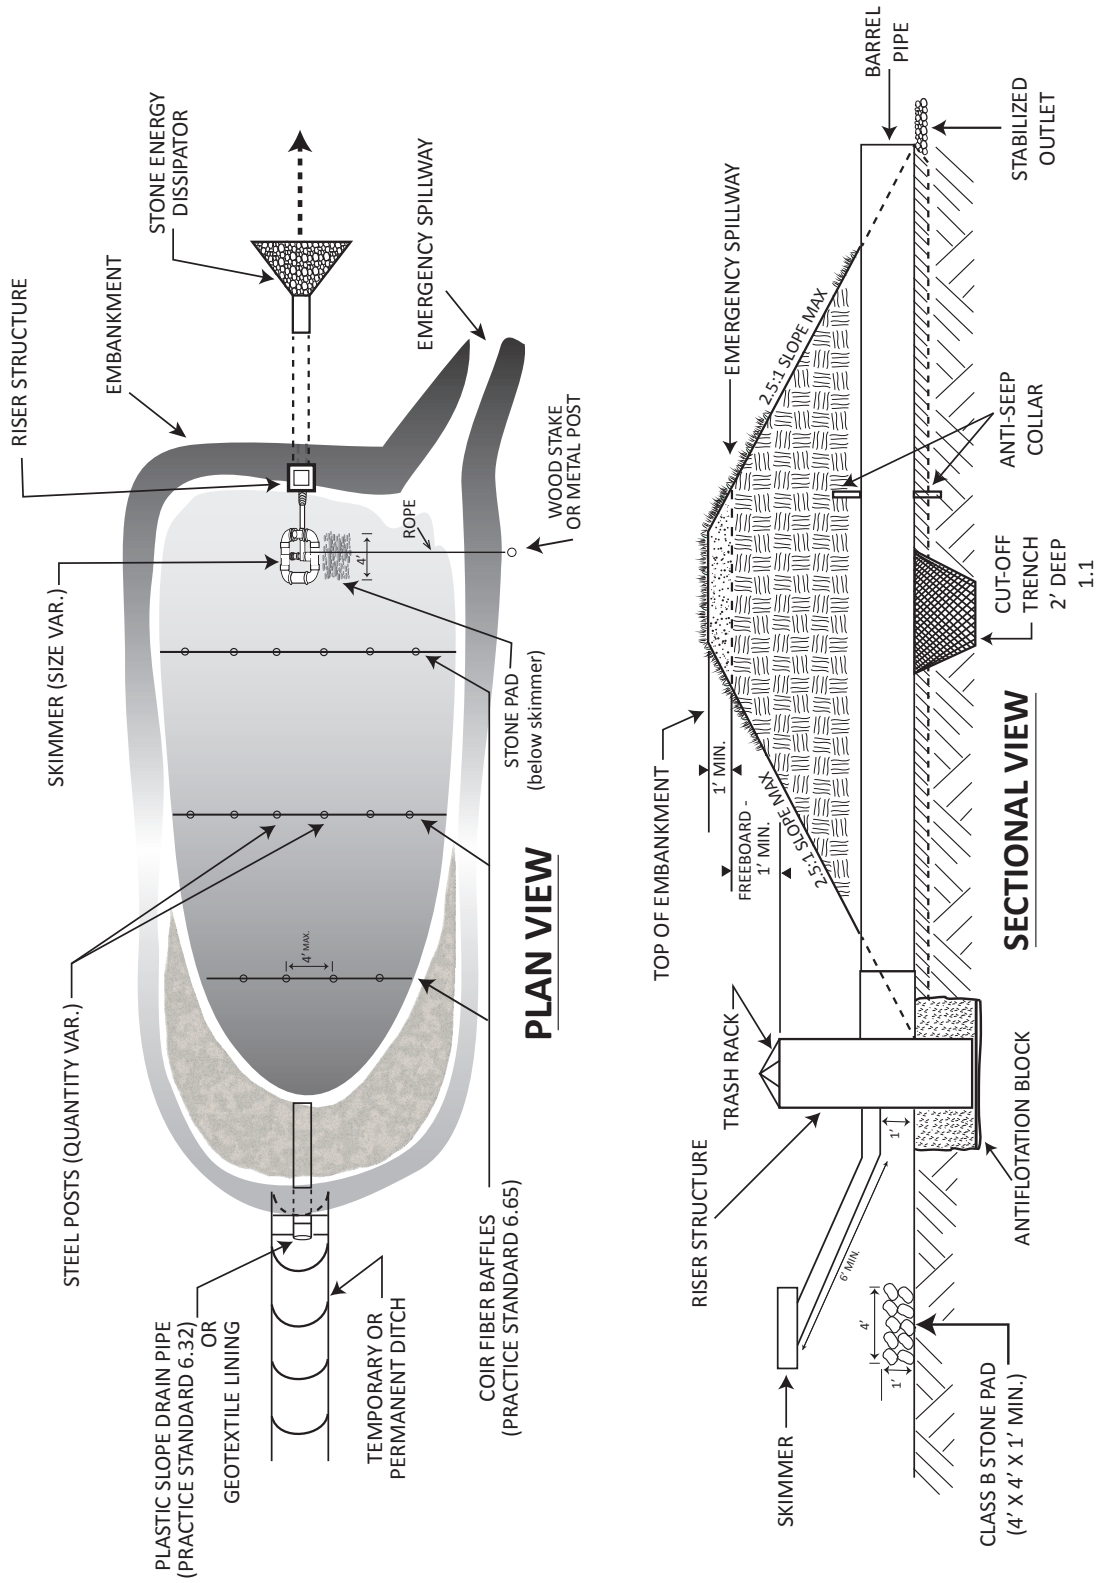 RISER STRUCTURE
EMBANKMENT
STONE ENERGY
DISSIPATOR
SKIMMER (SIZE VAR.)
EMERGENCY SPILLWAY
WOOD STAKE
OR METAL POST
ROPE
4'
STONE PAD
(below skimmer)
STEEL POSTS (QUANTITY VAR.)
4' MAX.
PLASTIC SLOPE DRAIN PIPE
(PRACTICE STANDARD 6.32)
OR
GEOTEXTILE LINING
TEMPORARY OR
PERMANENT DITCH
COIR FIBER BAFFLES
(PRACTICE STANDARD 6.65)
PLAN VIEW
TOP OF EMBANKMENT
EMERGENCY SPILLWAY
BARREL
PIPE
1' MIN.
FREEBOARD -
1' MIN.
2.5:1 SLOPE MAX
2.5:1 SLOPE MAX
TRASH RACK
RISER STRUCTURE
SKIMMER
6' MIN.
4'
1'
1'
CLASS B STONE PAD
(4' X 4' X 1' MIN.)
ANTIFLOTATION BLOCK
CUT-OFF
TRENCH
2' DEEP
1.1
ANTI-SEEP
COLLAR
STABILIZED
OUTLET
SECTIONAL VIEW